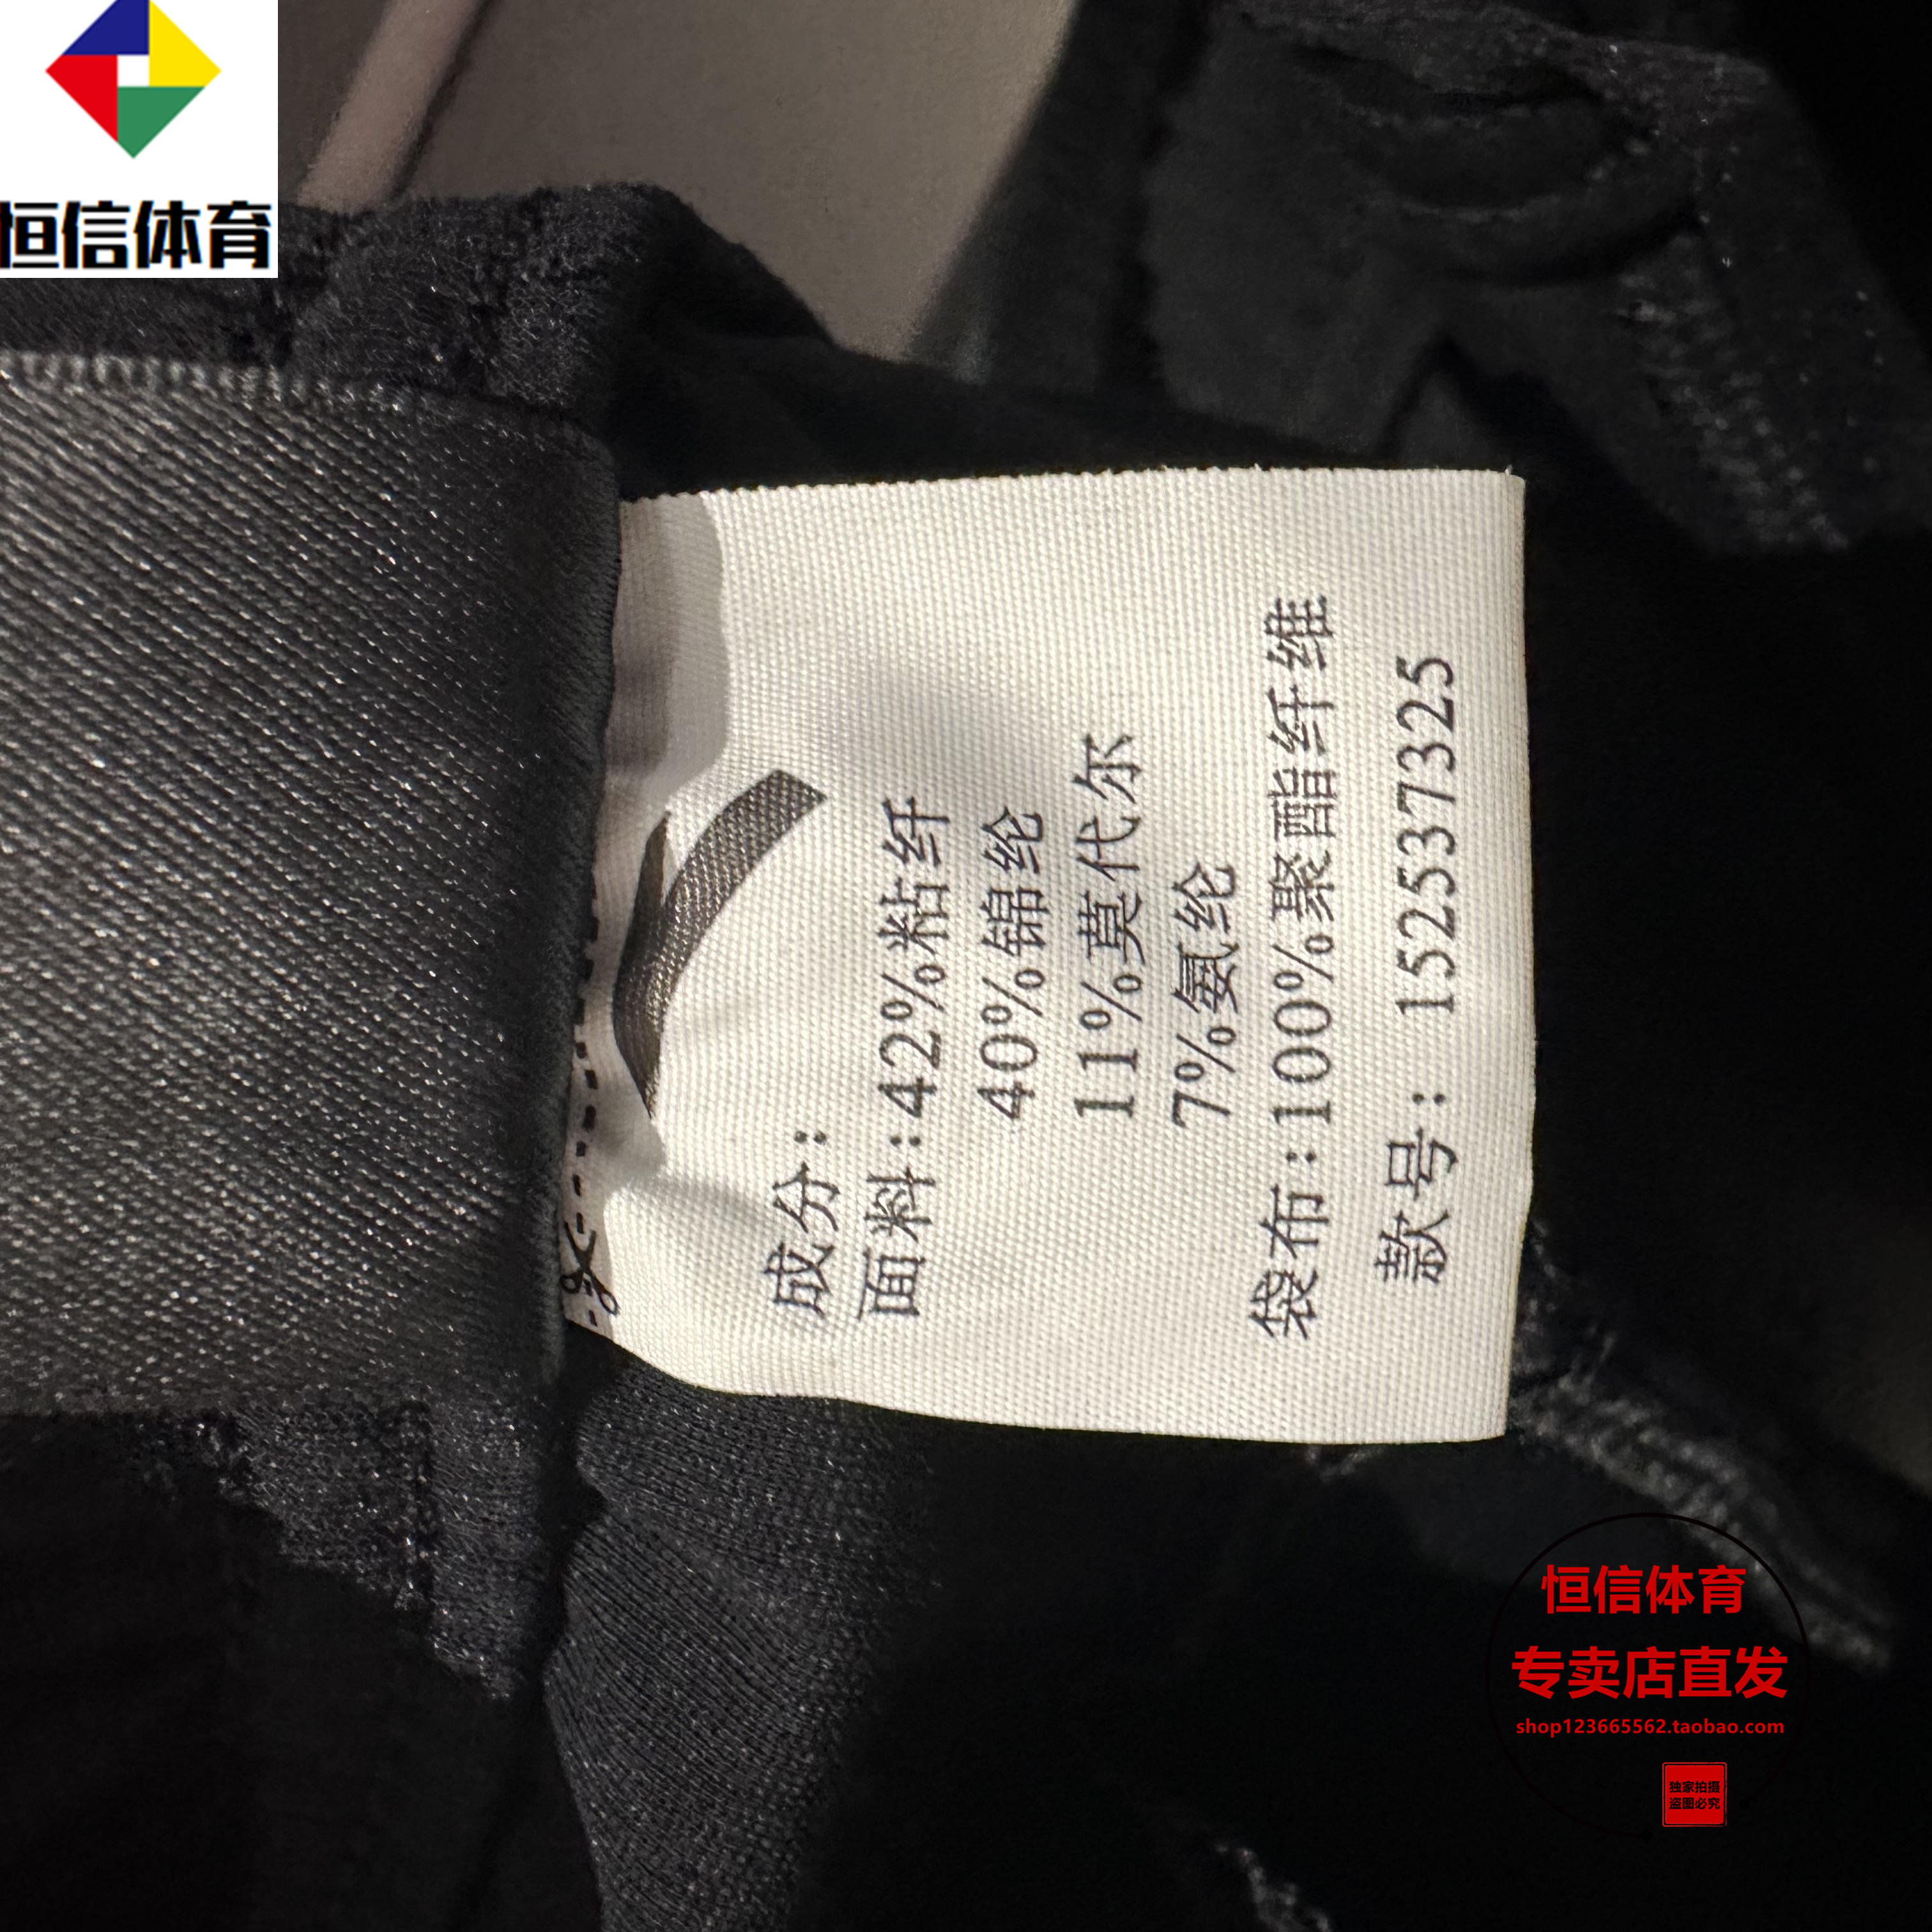 恒信体育
成分:
面料:42%粘纤
40%锦纶
11%莫代尔
7%氨纶
袋布:100%聚酯纤维
款号: 152537325
恒信体育
专卖店直发
shop123665562.taobao.com
独家拍摄
盗图必究